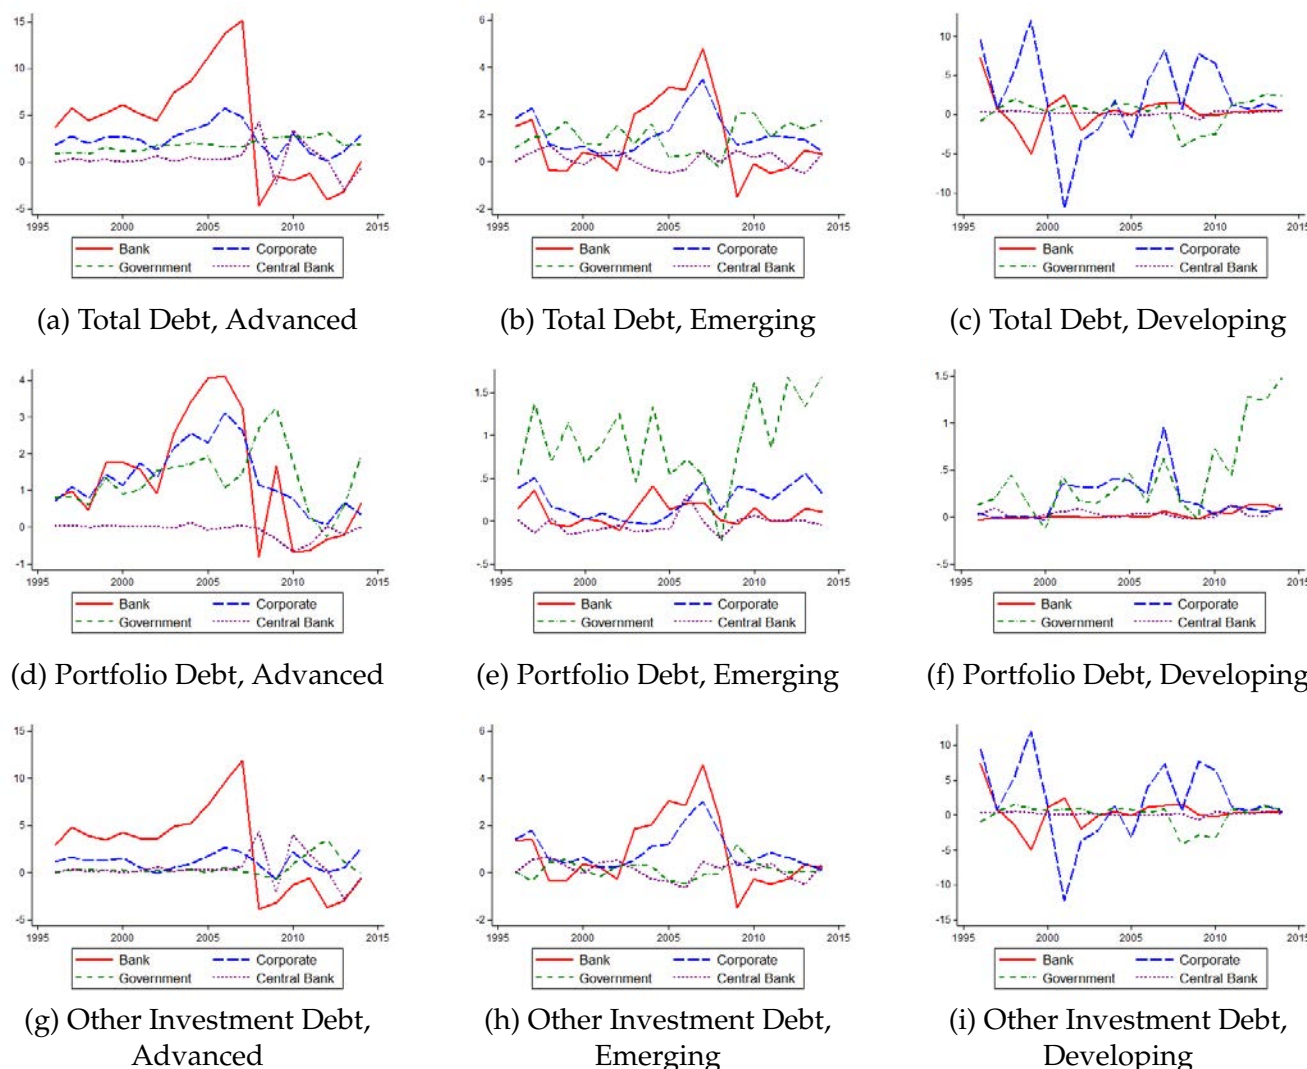 15
10
5
0
-5
1995 2000 2005 2010 2015
Bank Corporate
Government Central Bank
(a) Total Debt, Advanced
6
4
2
0
-2
1995 2000 2005 2010 2015
Bank Corporate
Government Central Bank
(b) Total Debt, Emerging
10
5
0
-5
-10
1995 2000 2005 2010 2015
Bank Corporate
Government Central Bank
(c) Total Debt, Developing
4
3
2
1
0
-1
1995 2000 2005 2010 2015
Bank Corporate
Government Central Bank
(d) Portfolio Debt, Advanced
1.5
1
.5
0
-.5
1995 2000 2005 2010 2015
Bank Corporate
Government Central Bank
(e) Portfolio Debt, Emerging
1.5
1
.5
0
-.5
1995 2000 2005 2010 2015
Bank Corporate
Government Central Bank
(f) Portfolio Debt, Developing
15
10
5
0
-5
1995 2000 2005 2010 2015
Bank Corporate
Government Central Bank
(g) Other Investment Debt,
Advanced
6
4
2
0
-2
1995 2000 2005 2010 2015
Bank Corporate
Government Central Bank
(h) Other Investment Debt,
Emerging
10
5
0
-5
-10
-15
1995 2000 2005 2010 2015
Bank Corporate
Government Central Bank
(i) Other Investment Debt,
Developing